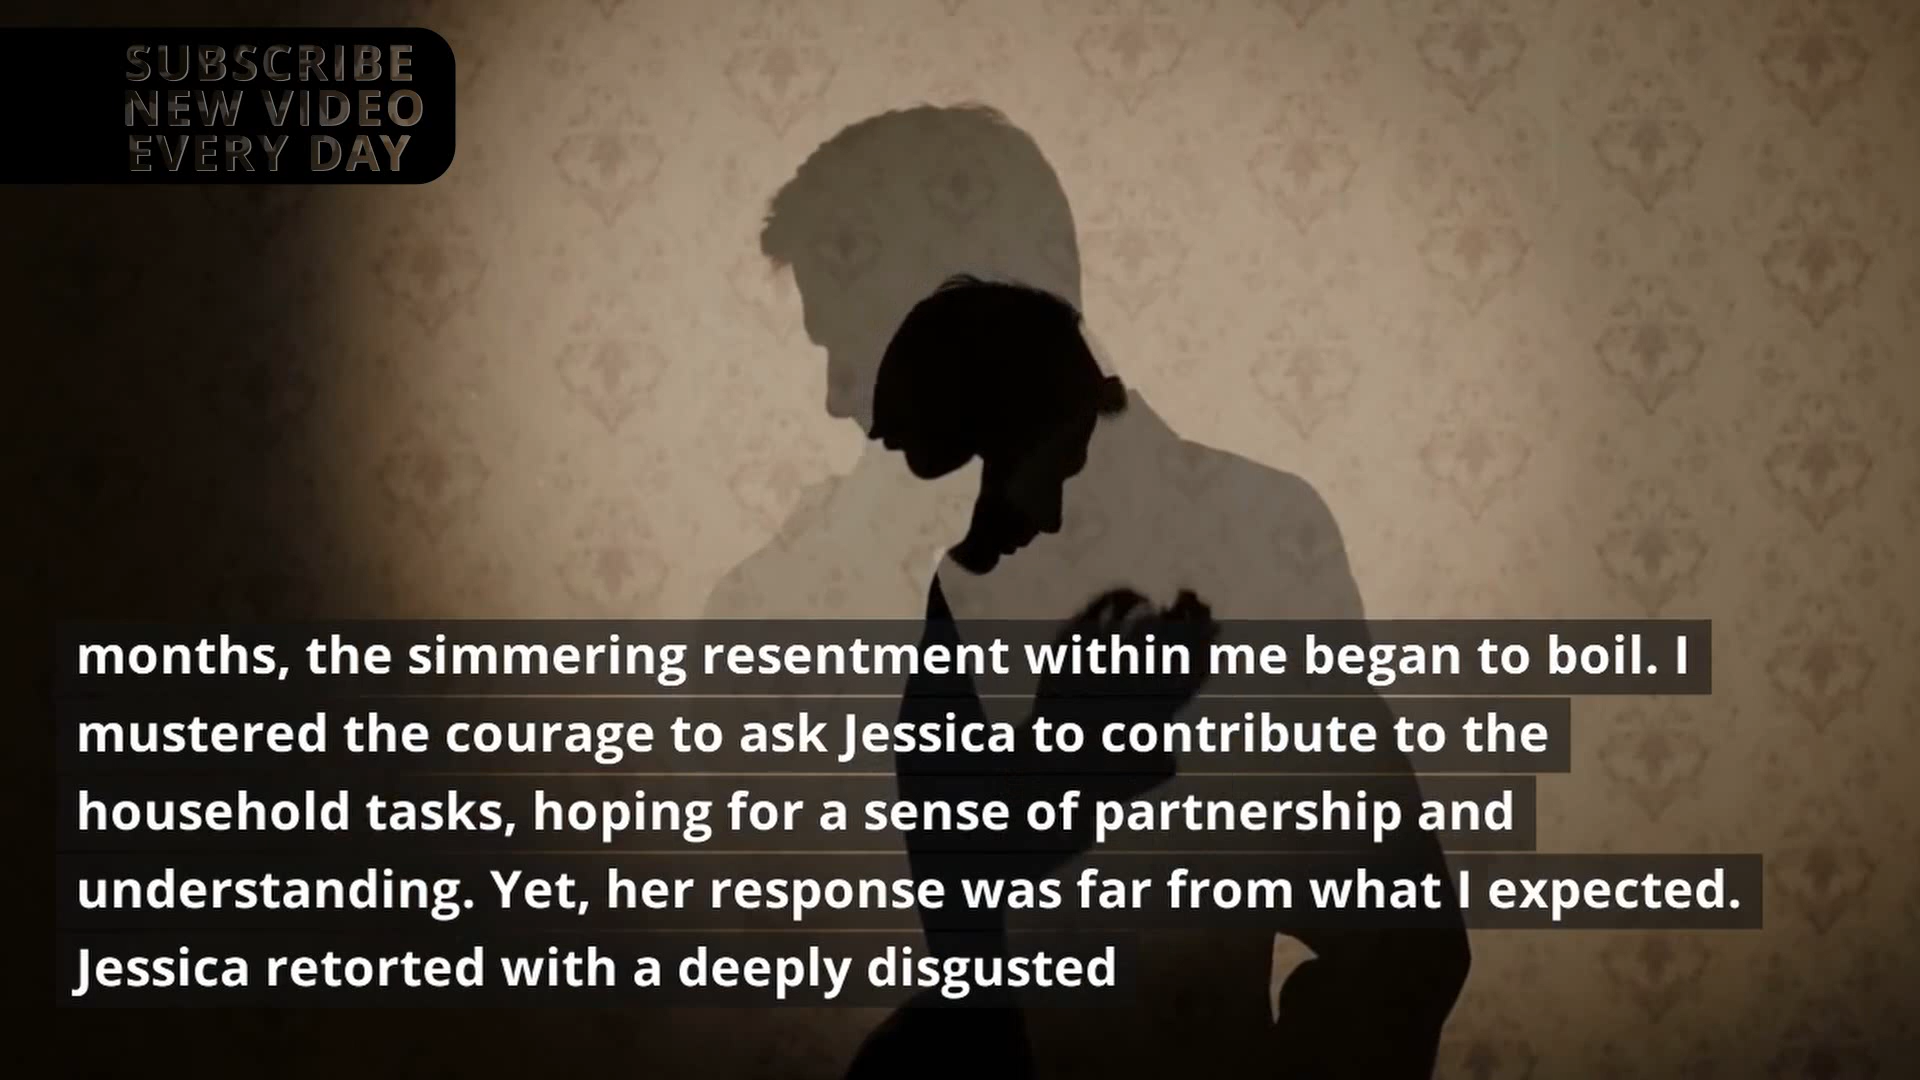 SUBSCRIBE
NEW VIDEO
EVERY DAY
months, the simmering resentment within me began to boil. I
mustered the courage to ask Jessica to contribute to the
household tasks, hoping for a sense of partnership and
understanding. Yet, her response was far from what I expected.
Jessica retorted with a deeply disgusted